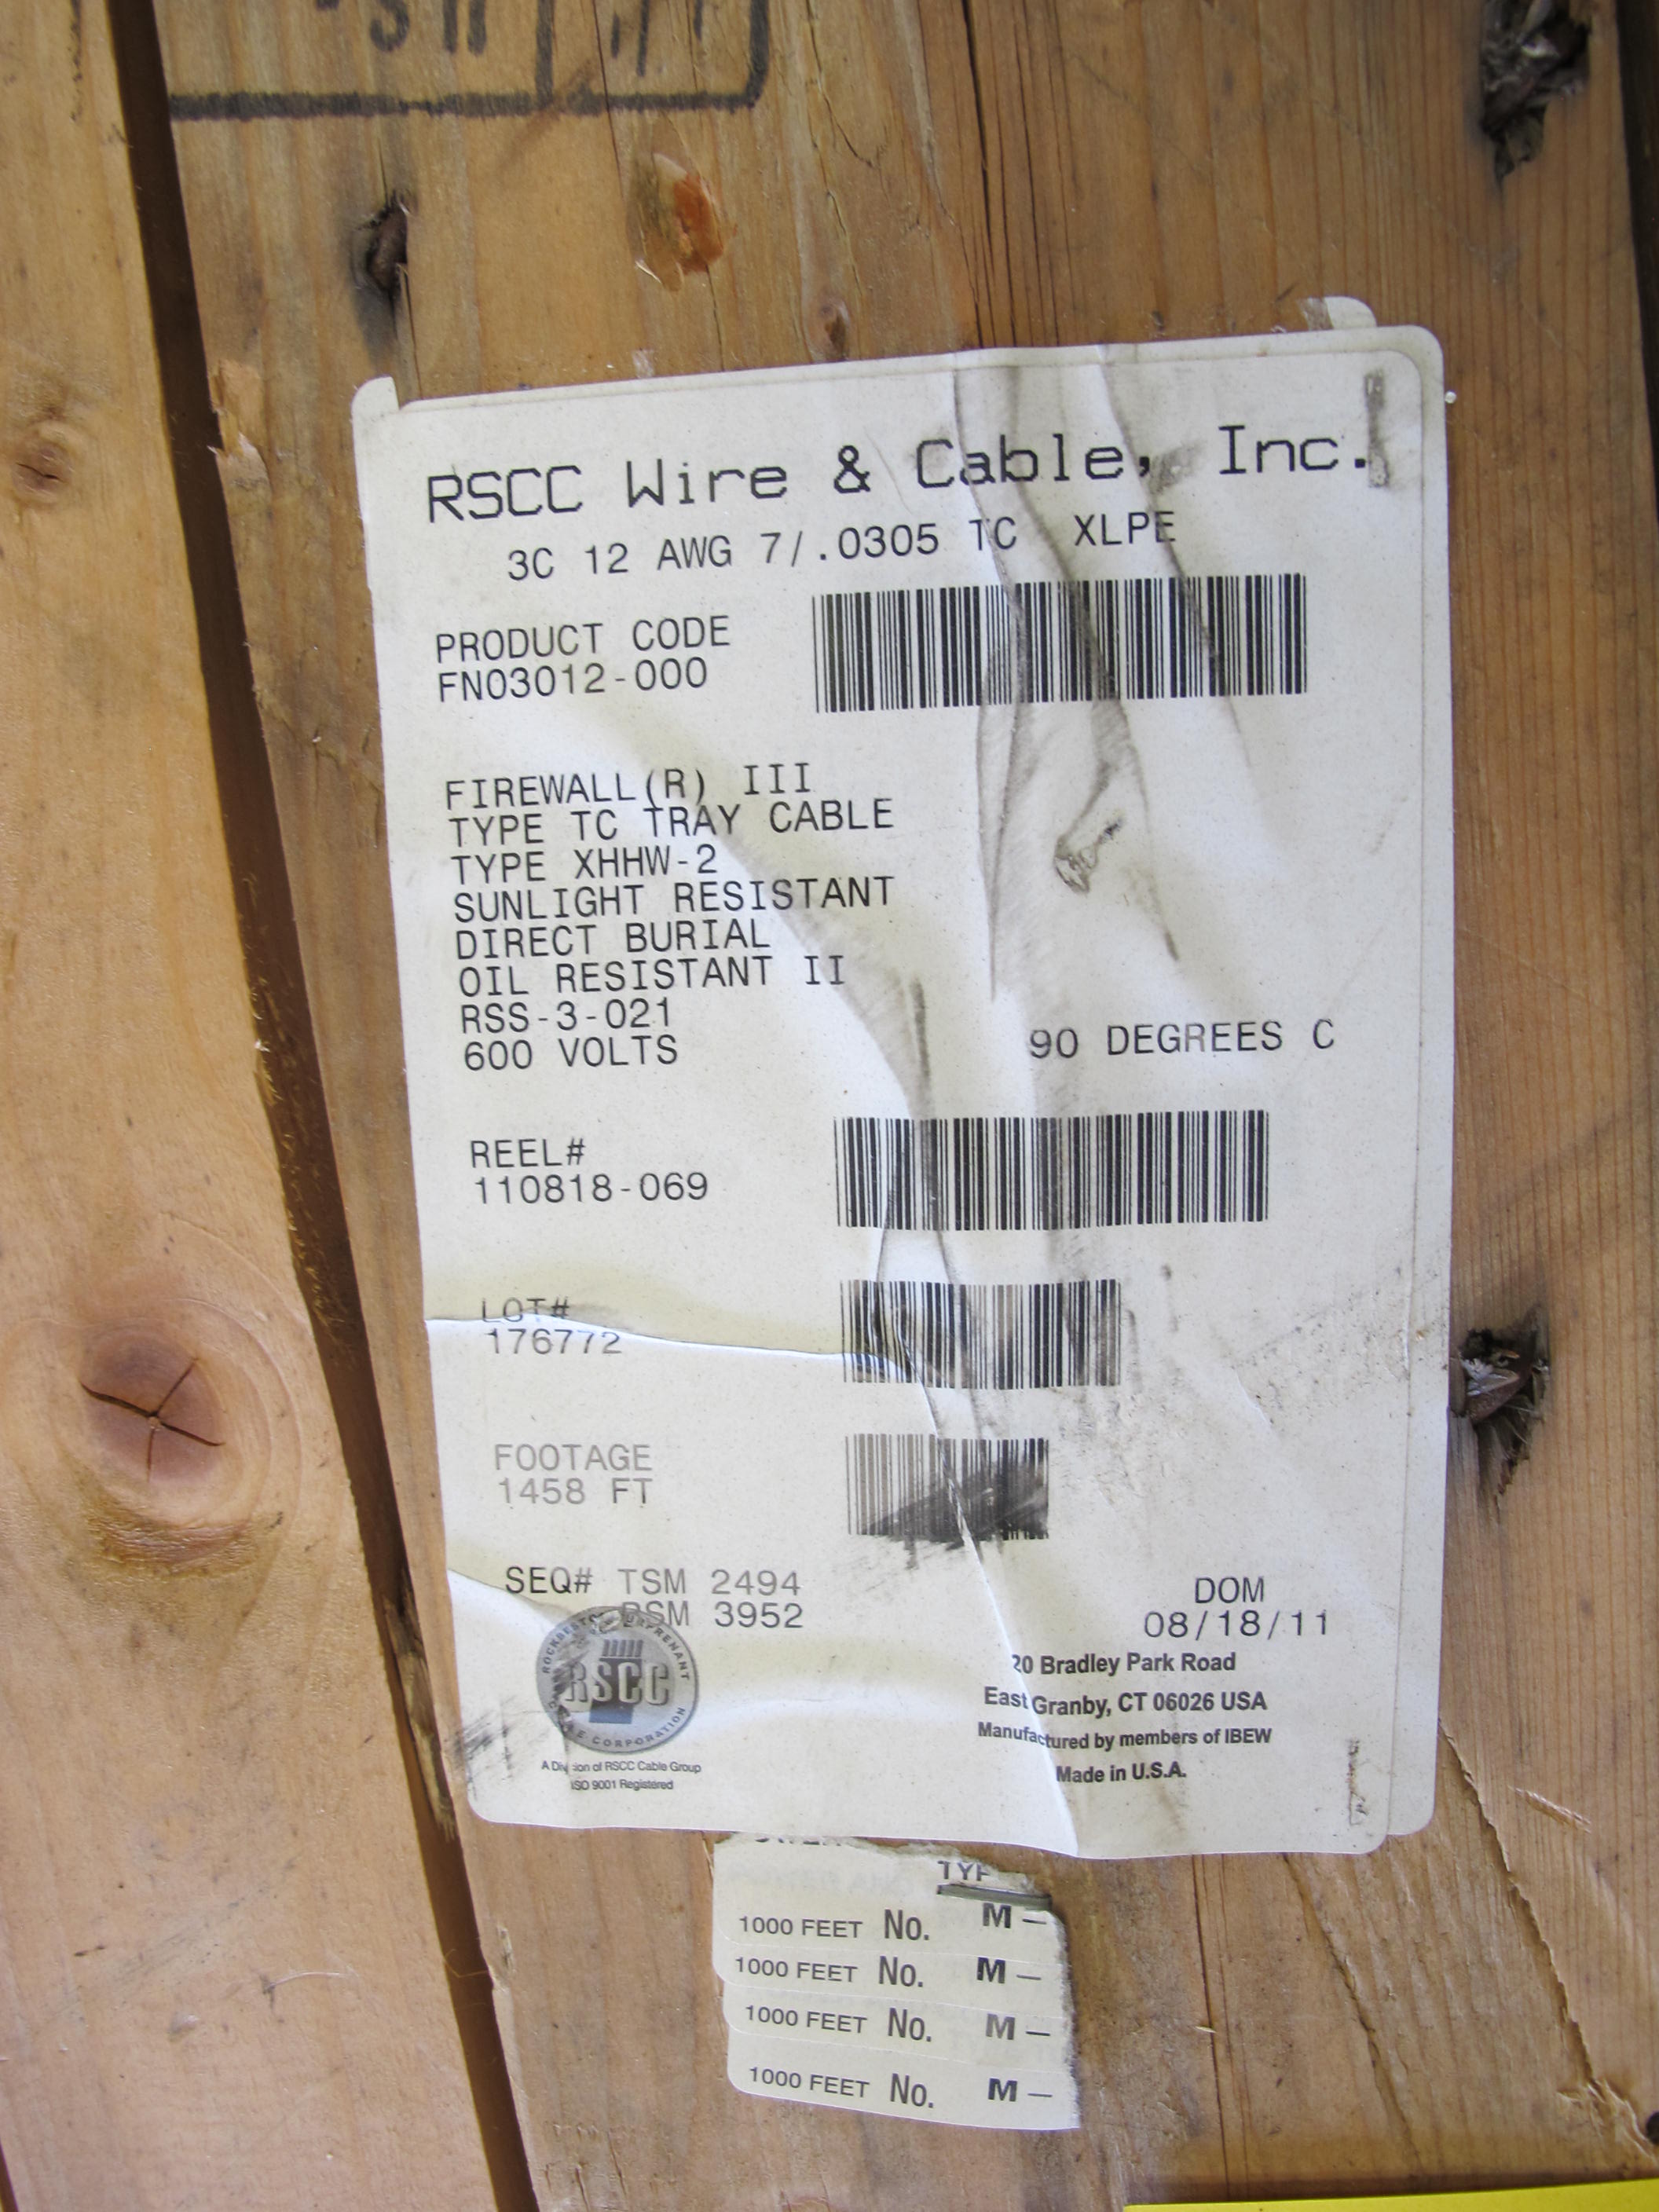 RSCC Wire & Cable, Inc.
3C 12 AWG 7/.0305 TC XLPE
PRODUCT CODE
FN03012-000
FIREWALL(R) III
TYPE TC TRAY CABLE
TYPE XHHW-2
SUNLIGHT RESISTANT
DIRECT BURIAL
OIL RESISTANT II
RSS-3-021
600 VOLTS 90 DEGREES C
REEL#
110818-069
LOT#
176772
FOOTAGE
1458 FT
SEQ# TSM 2494
BSM 3952
DOM
08/18/11
RSCC
CORPORATION
A Division of RSCC Cable Group
ISO 9001 Registered
20 Bradley Park Road
East Granby, CT 06026 USA
Manufactured by members of IBEW
Made in U.S.A.
TYP
1000 FEET No. M —
1000 FEET No. M —
1000 FEET No. M —
1000 FEET No. M —